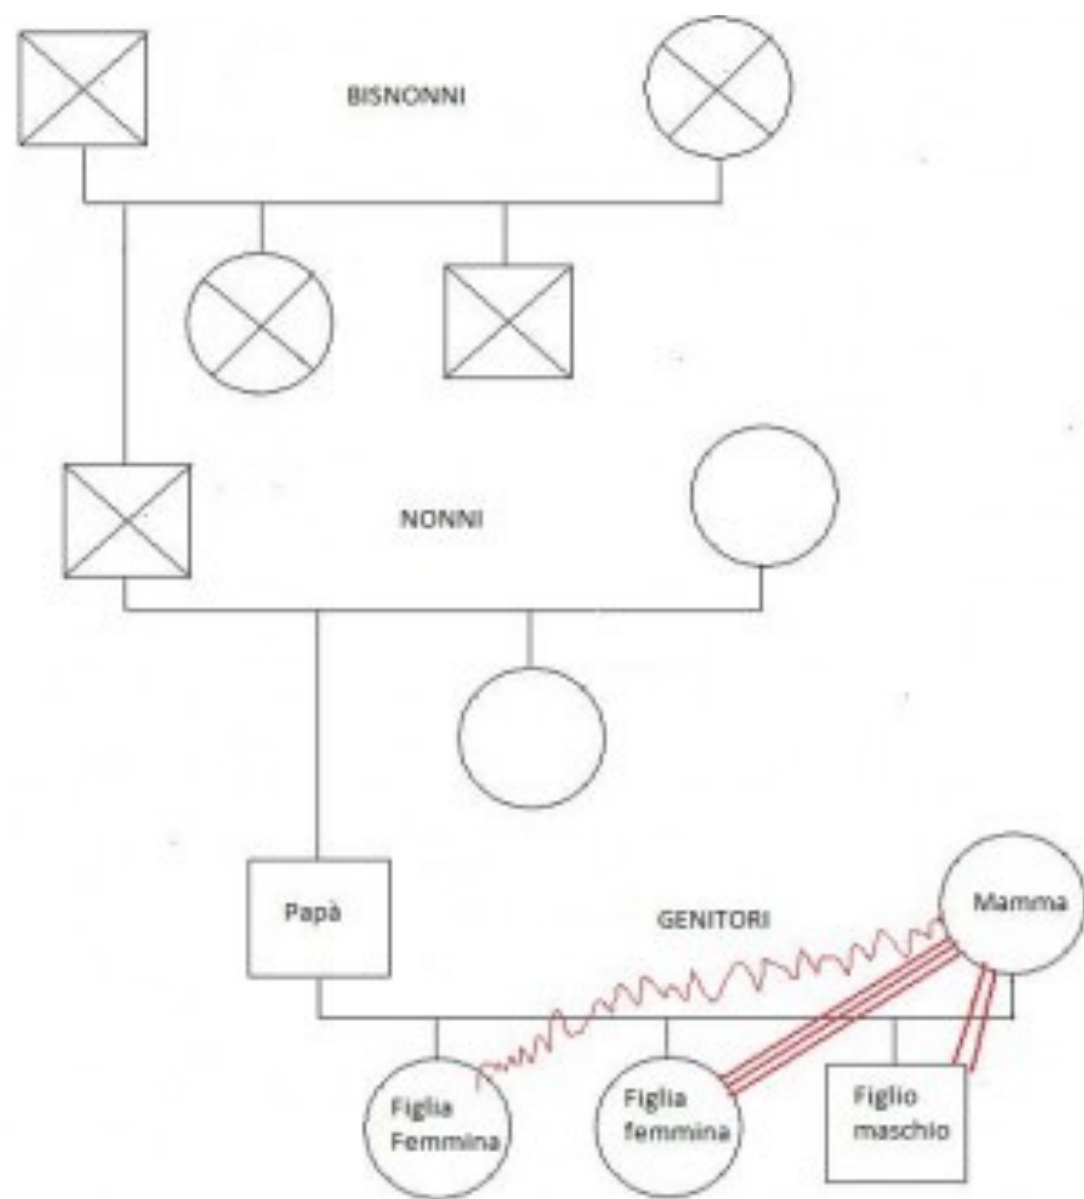 BISNONNI
NONNI
Papà
GENITORI
Mamma
Figlia
Femmina
Figlia
femmina
Figlio
maschio